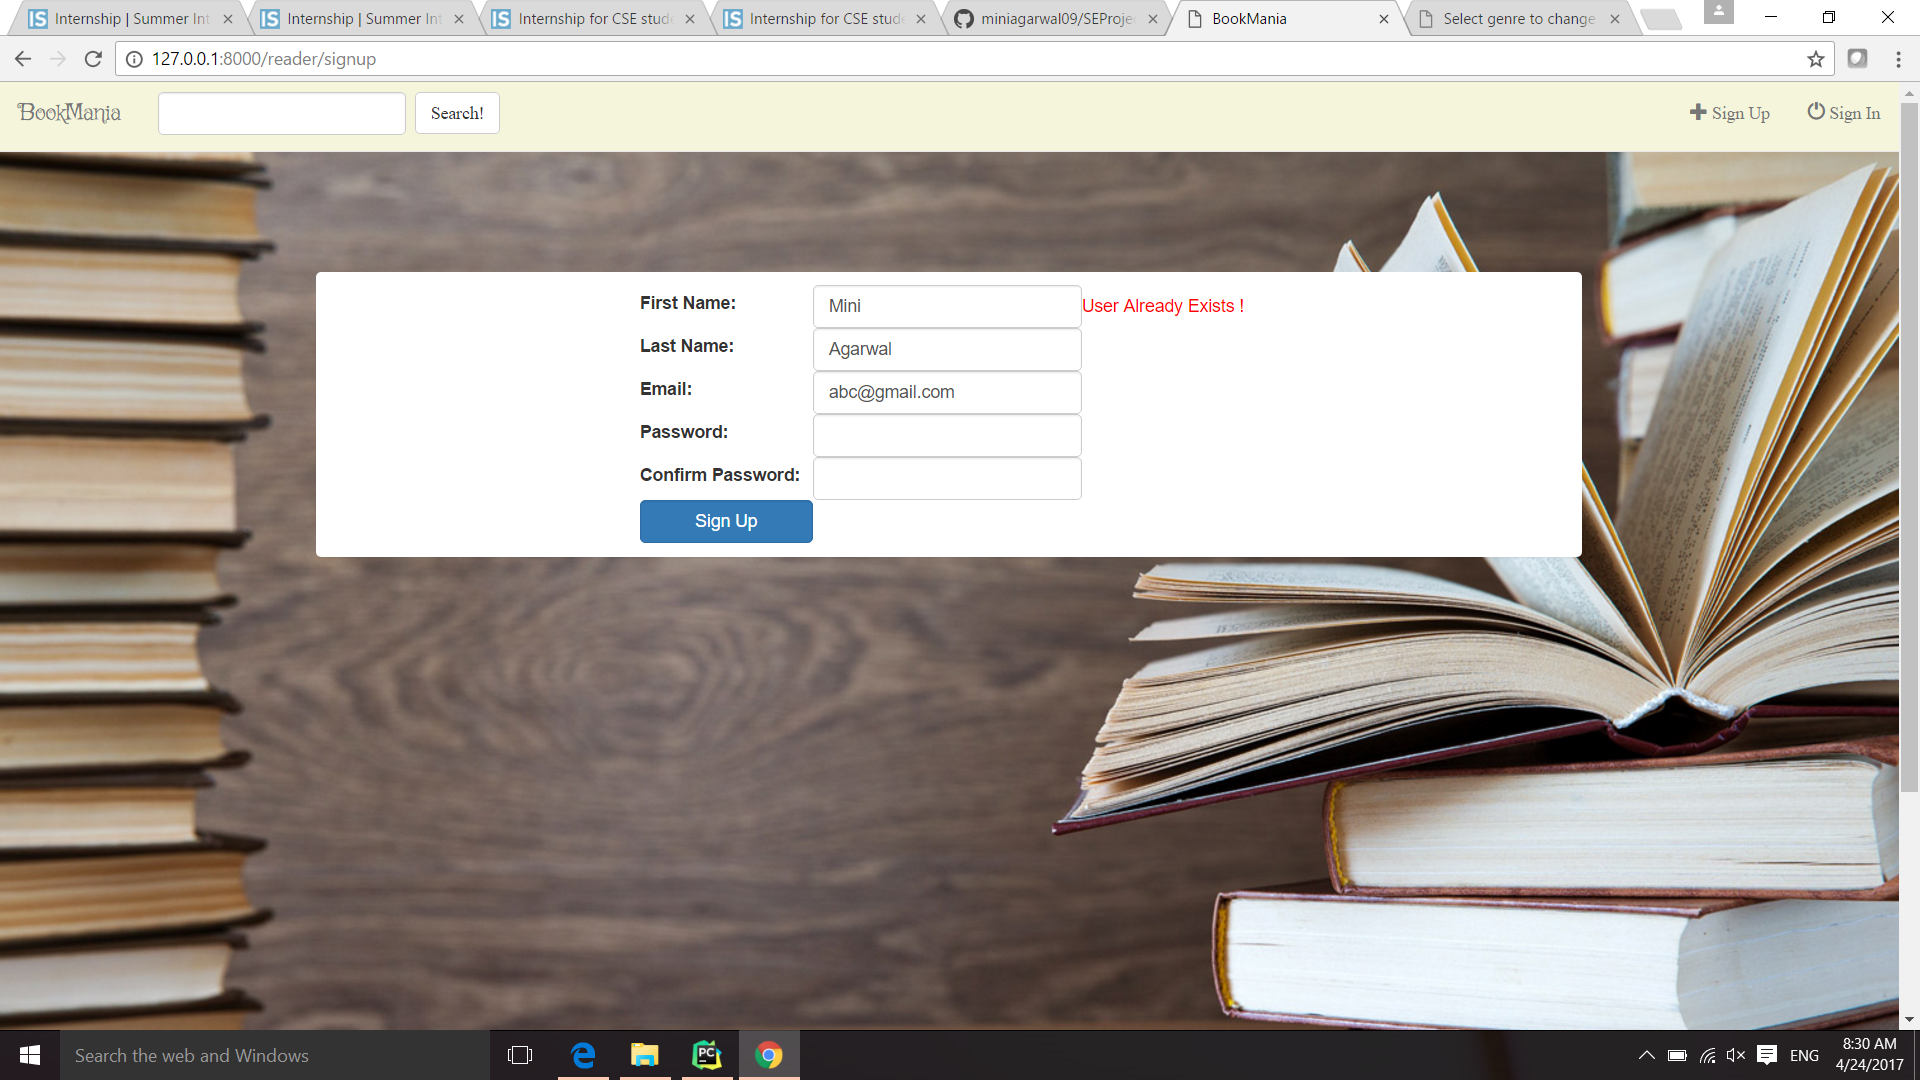 Internship | Summer Int
Internship | Summer Int
Internship for CSE stude
Internship for CSE stude
miniagarwal09/SEProjec
BookMania
Select genre to change
127.0.0.1:8000/reader/signup
BookMania
Search!
Sign Up
Sign In
First Name:
Mini
User Already Exists !
Last Name:
Agarwal
Email:
abc@gmail.com
Password:
Confirm Password:
Sign Up
Search the web and Windows
ENG
8:30 AM
4/24/2017